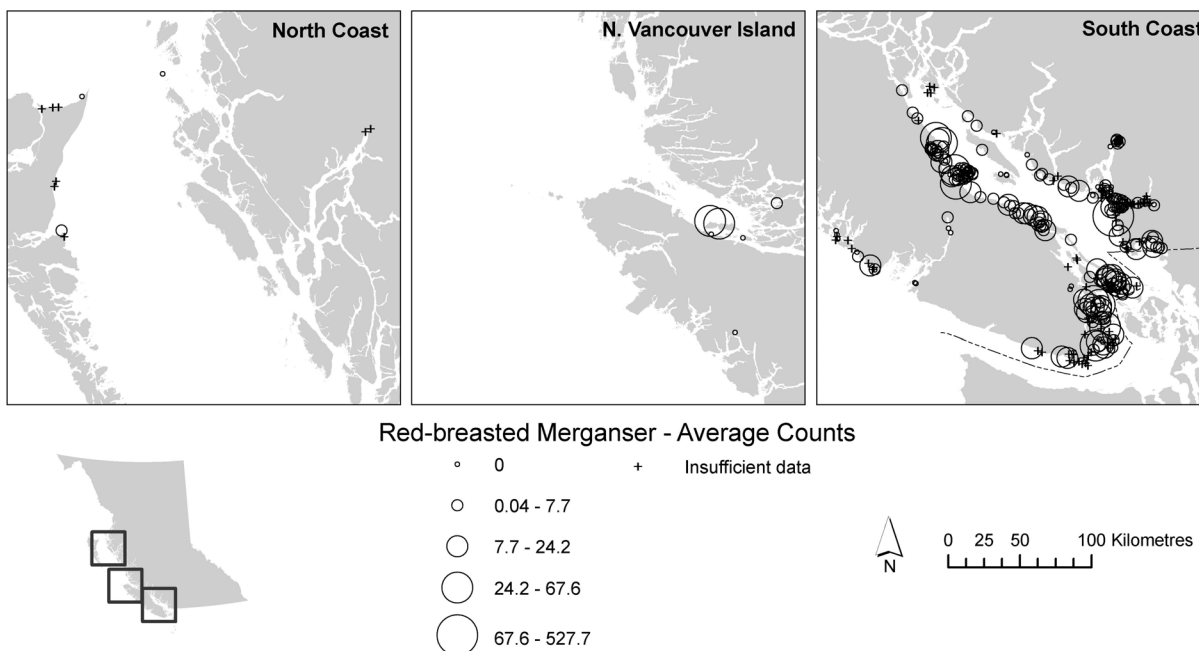 North Coast
N. Vancouver Island
South Coast
Red-breasted Merganser - Average Counts
0
+ Insufficient data
0.04 - 7.7
7.7 - 24.2
24.2 - 67.6
67.6 - 527.7
N
0 25 50 100 Kilometres